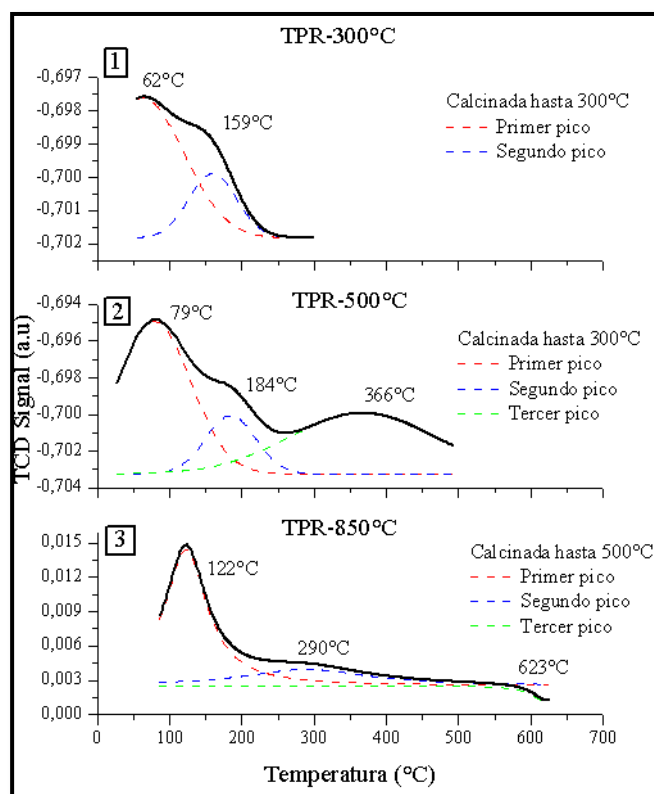 TPR-300°C
1
62°C
159°C
Calcinada hasta 300°C
Primer pico
Segundo pico
-0,697
-0,698
-0,699
-0,700
-0,701
-0,702
TPR-500°C
2
79°C
184°C
366°C
Calcinada hasta 300°C
Primer pico
Segundo pico
Tercer pico
-0,694
-0,695
-0,698
-0,700
-0,702
-0,704
TCD Signal (a.u)
TPR-850°C
3
122°C
290°C
623°C
Calcinada hasta 500°C
Primer pico
Segundo pico
Tercer pico
0,015
0,012
0,009
0,006
0,003
0,000
0 100 200 300 400 500 600 700
Temperatura (°C)